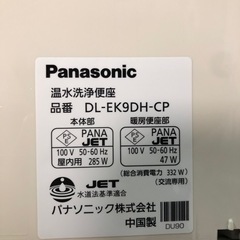 Panasonic
温水洗浄便座
品番 DL-EK9DH-CP
本体部 暖房便座部
PS E PANA JET PS E PANA JET
100 V 50-60 Hz 100 V 50-60 Hz
屋内用 285 W 47 W
(総合消費電力 332 W)
JET (交流専用)
水道法基準適合
パナソニック株式会社
中国製
DU90